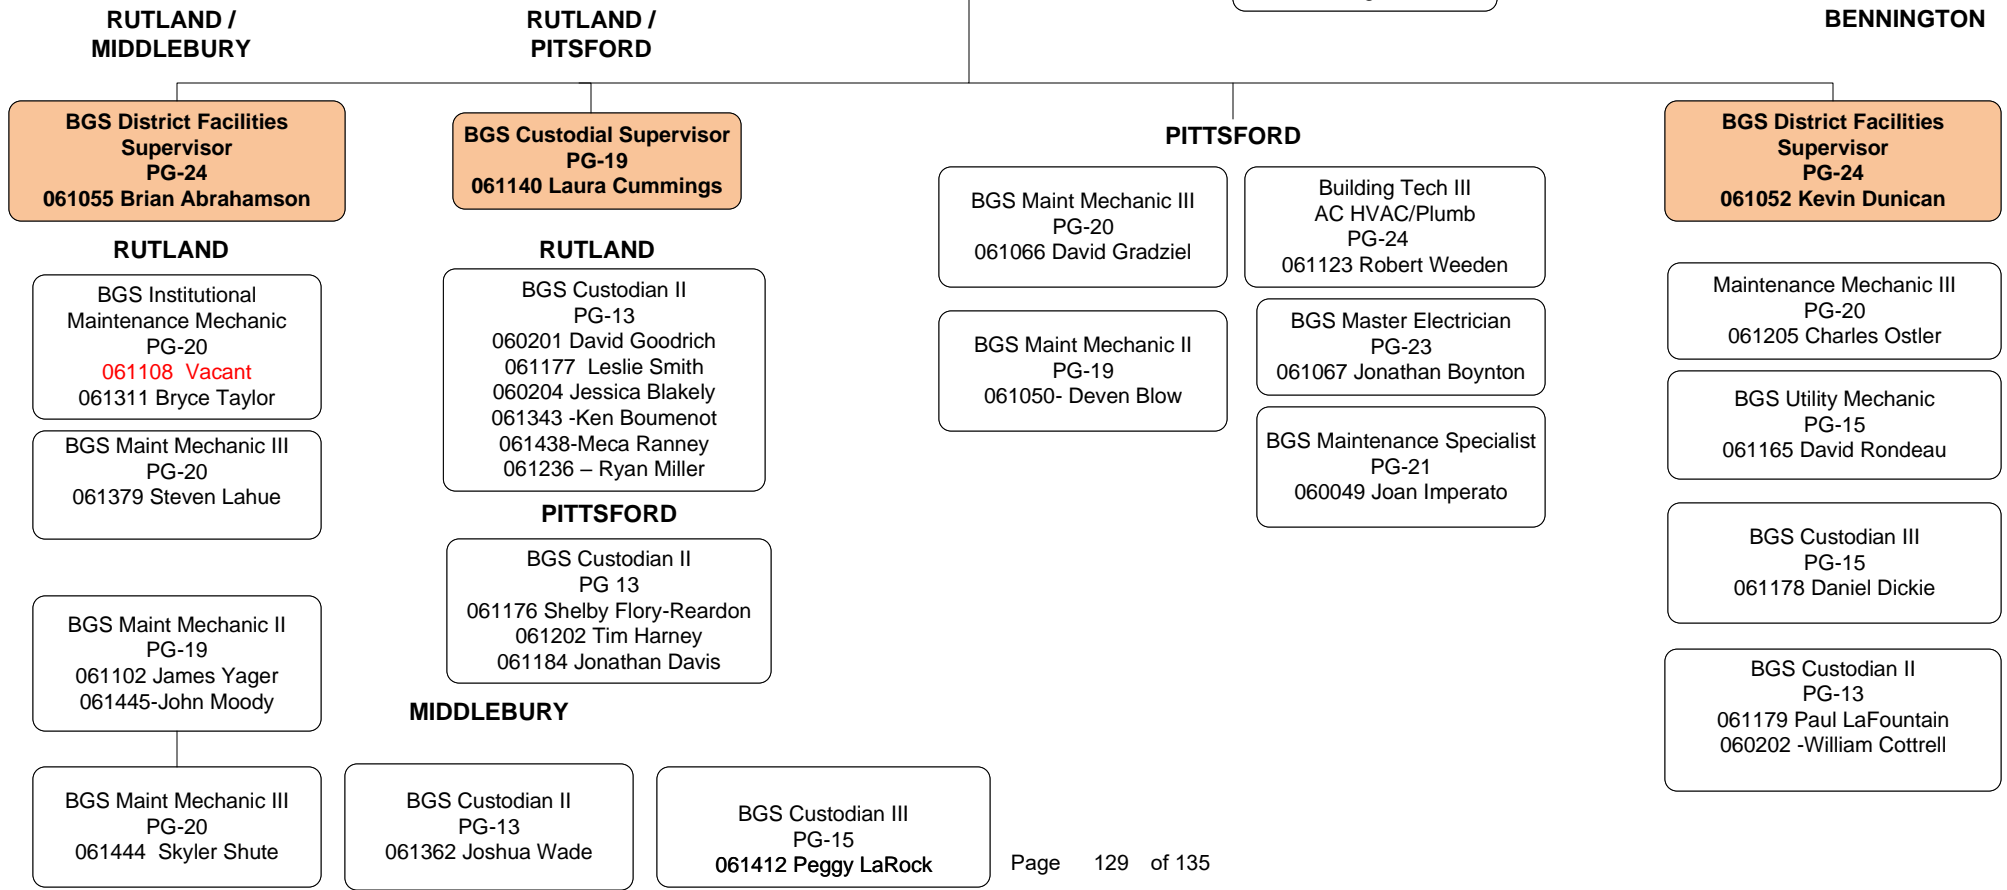 RUTLAND /
MIDDLEBURY
RUTLAND /
PITSFORD
BENNINGTON
BGS District Facilities
Supervisor
PG-24
061055 Brian Abrahamson
RUTLAND
BGS Institutional
Maintenance Mechanic
PG-20
061108  Vacant
061311 Bryce Taylor
BGS Maint Mechanic III
PG-20
061379 Steven Lahue
BGS Maint Mechanic II
PG-19
061102 James Yager
061445-John Moody
BGS Maint Mechanic III
PG-20
061444  Skyler Shute
BGS Custodial Supervisor
PG-19
061140 Laura Cummings
RUTLAND
BGS Custodian II
PG-13
060201 David Goodrich
061177  Leslie Smith
060204 Jessica Blakely
061343 -Ken Boumenot
061438-Meca Ranney
061236 – Ryan Miller
PITTSFORD
BGS Custodian II
PG 13
061176 Shelby Flory-Reardon
061202 Tim Harney
061184 Jonathan Davis
MIDDLEBURY
BGS Custodian II
PG-13
061362 Joshua Wade
BGS Custodian III
PG-15
061412 Peggy LaRock
PITTSFORD
BGS Maint Mechanic III
PG-20
061066 David Gradziel
BGS Maint Mechanic II
PG-19
061050- Deven Blow
Building Tech III
AC HVAC/Plumb
PG-24
061123 Robert Weeden
BGS Master Electrician
PG-23
061067 Jonathan Boynton
BGS Maintenance Specialist
PG-21
060049 Joan Imperato
BGS District Facilities
Supervisor
PG-24
061052 Kevin Dunican
Maintenance Mechanic III
PG-20
061205 Charles Ostler
BGS Utility Mechanic
PG-15
061165 David Rondeau
BGS Custodian III
PG-15
061178 Daniel Dickie
BGS Custodian II
PG-13
061179 Paul LaFountain
060202 -William Cottrell
Page 129 of 135